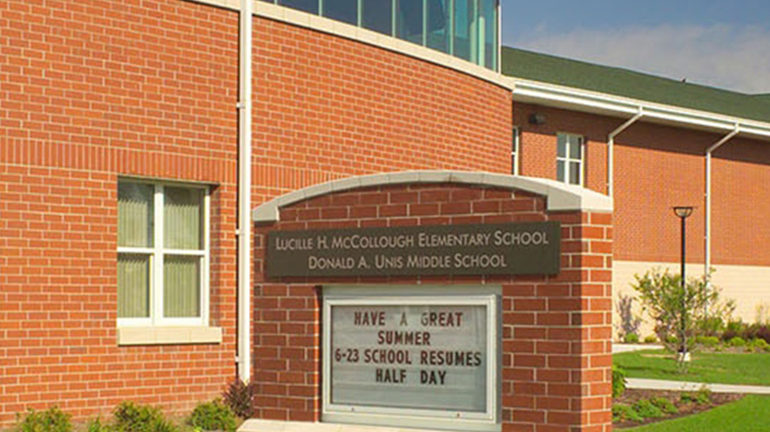 LUCILLE H. MCCOLLOUGH ELEMENTARY SCHOOL
DONALD A. UNIS MIDDLE SCHOOL
HAVE A GREAT
SUMMER
6-23 SCHOOL RESUMES
HALF DAY